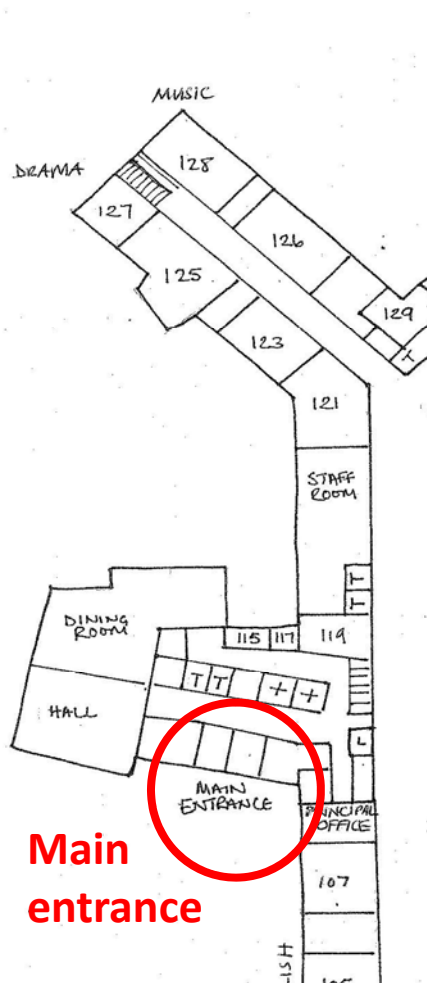 MUSIC
DRAMA
128
127
126
125
129
T
123
121
STAFF
ROOM
T
T
DINING
ROOM
115
117
119
T
T
HALL
L
MAIN
ENTRANCE
PRINCIPAL
OFFICE
Main
entrance
107